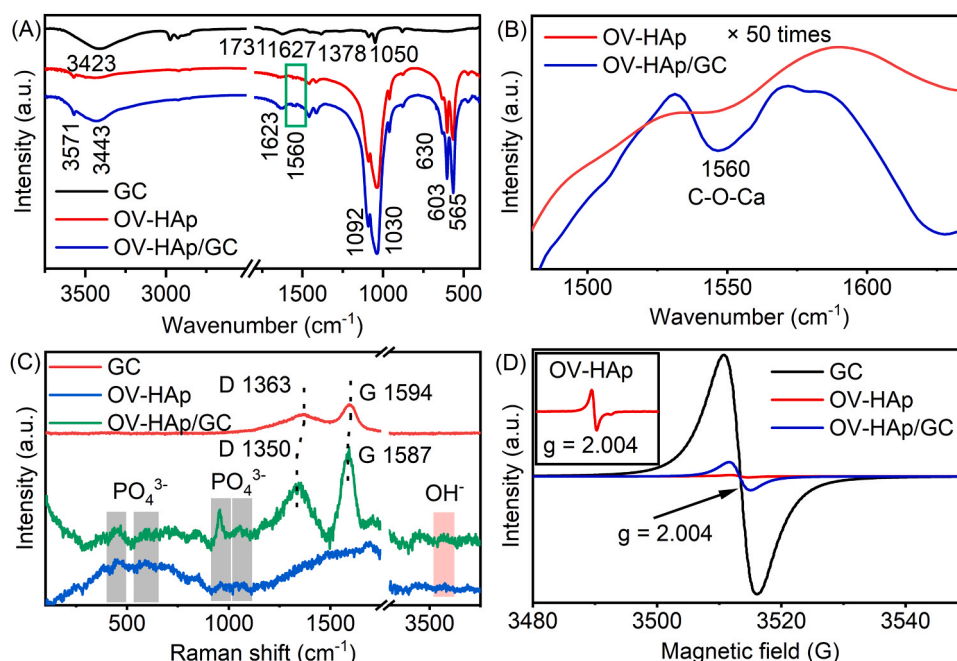 (A)
1731
1627
1378
1050
3423
3571
3443
1623
1560
1092
1030
630
603
565
GC
OV-HAp
OV-HAp/GC
Intensity (a.u.)
3500
3000
1500
1000
500
Wavenumber (cm⁻¹)
(B)
OV-HAp
OV-HAp/GC
× 50 times
1560
C-O-Ca
Intensity (a.u.)
1500
1550
1600
Wavenumber (cm⁻¹)
(C)
GC
OV-HAp
OV-HAp/GC
D 1363
G 1594
D 1350
G 1587
PO₄³⁻
PO₄³⁻
OH⁻
Intensity (a.u.)
500
1000
1500
3500
Raman shift (cm⁻¹)
(D)
OV-HAp
g = 2.004
GC
OV-HAp
OV-HAp/GC
g = 2.004
Intensity (a.u.)
3480
3500
3520
3540
Magnetic field (G)